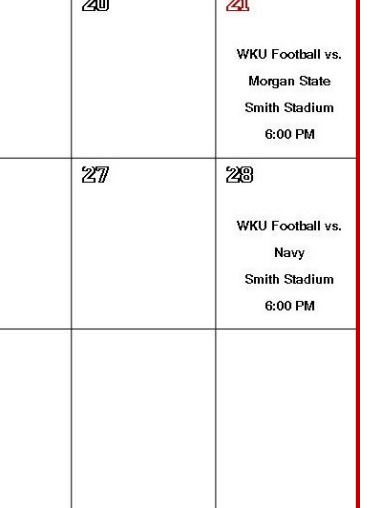 20
21
WKU Football vs.
Morgan State
Smith Stadium
6:00 PM
27
28
WKU Football vs.
Navy
Smith Stadium
6:00 PM